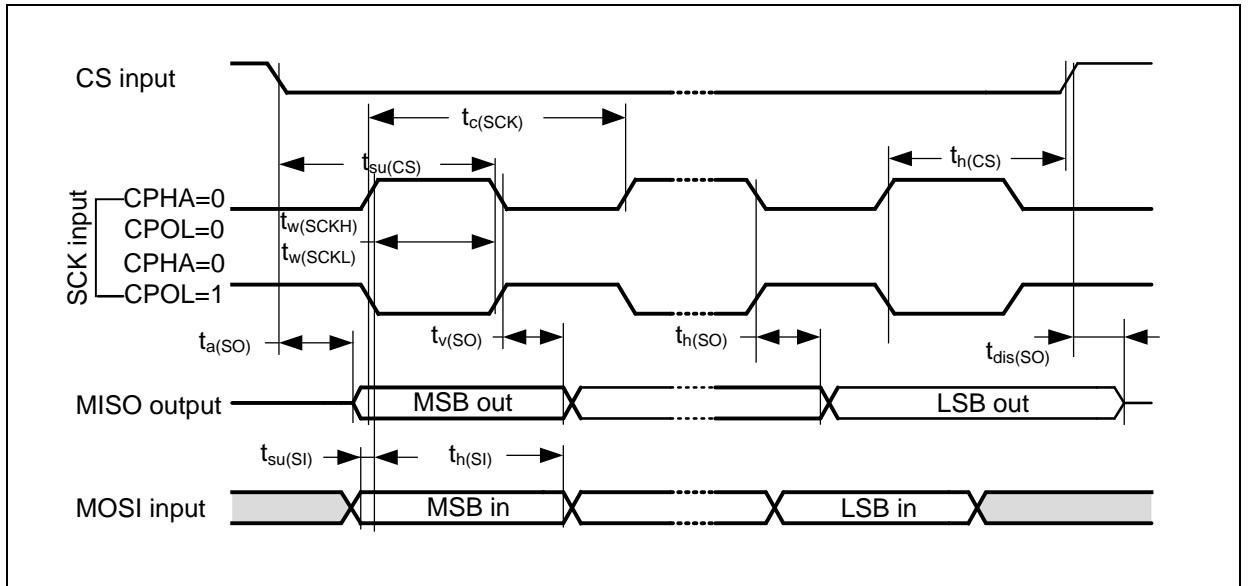 CS input
tc(SCK)
tsu(CS)
th(CS)
SCK input
CPHA=0
CPOL=0
CPHA=0
CPOL=1
tw(SCKH)
tw(SCKL)
ta(SO)
tv(SO)
th(SO)
tdis(SO)
MISO output
MSB out
LSB out
tsu(SI)
th(SI)
MOSI input
MSB in
LSB in